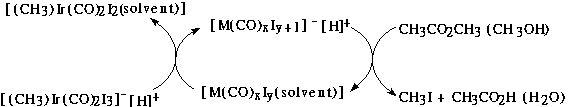 [(CH3)Ir(CO)2I2(solvent)]
[M(CO)xIy+1]⁻[H]⁺
CH3CO2CH3 (CH3OH)
[(CH3)Ir(CO)2I3]⁻[H]⁺
[M(CO)xIy(solvent)]
CH3I + CH3CO2H (H2O)